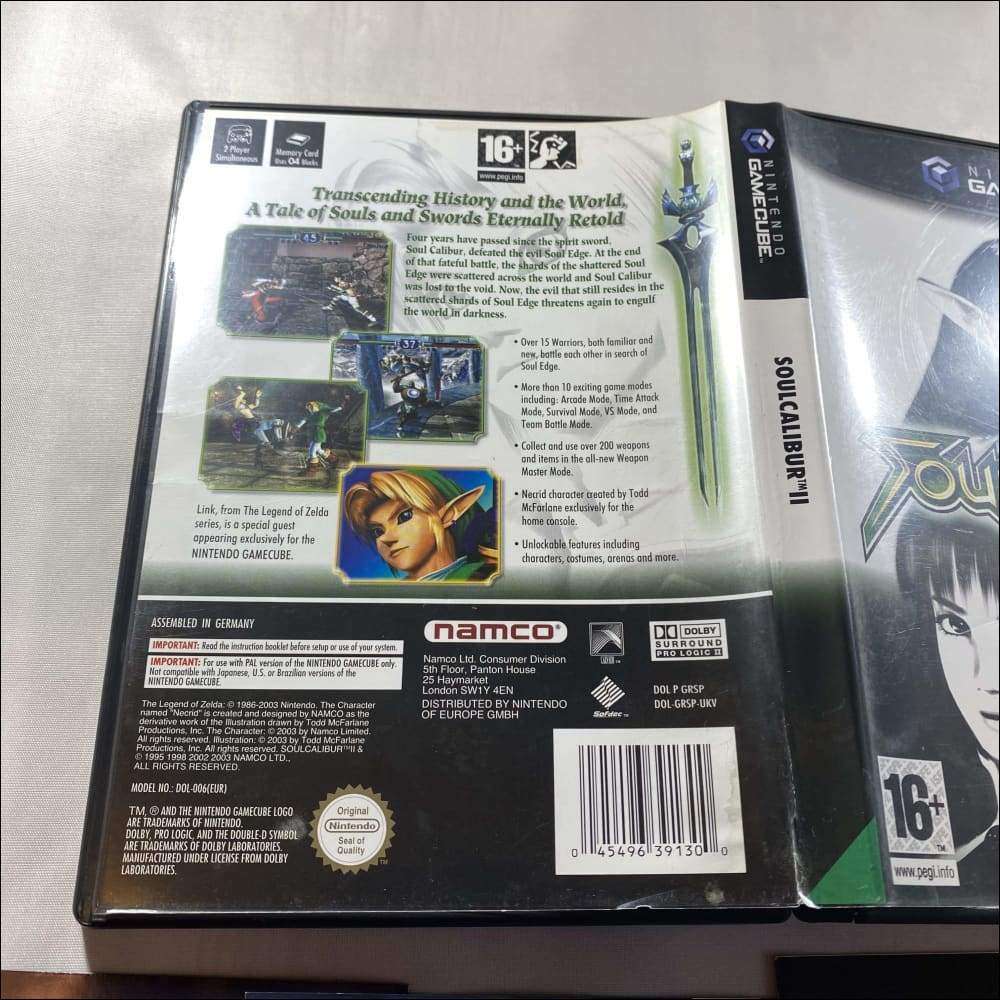 2 Player
Simultaneous
Memory Card
Uses 04 Blocks
16+
www.pegi.info
Transcending History and the World,
A Tale of Souls and Swords Eternally Retold
Four years have passed since the spirit sword,
Soul Calibur, defeated the evil Soul Edge. At the end
of that fateful battle, the shards of the shattered Soul
Edge were scattered across the world and Soul Calibur
was lost to the void. Now, the evil that still resides in the
scattered shards of Soul Edge threatens again to engulf
the world in darkness.
45
37
• Over 15 Warriors, both familiar and
new, battle each other in search of
Soul Edge.
• More than 10 exciting game modes
including: Arcade Mode, Time Attack
Mode, Survival Mode, VS Mode, and
Team Battle Mode.
• Collect and use over 200 weapons
and items in the all-new Weapon
Master Mode.
• Necrid character created by Todd
McFarlane exclusively for the
home console.
• Unlockable features including
characters, costumes, arenas and more.
Link, from The Legend of Zelda
series, is a special guest
appearing exclusively for the
NINTENDO GAMECUBE.
ASSEMBLED IN GERMANY
IMPORTANT: Read the instruction booklet before setup or use of your system.
IMPORTANT: For use with PAL version of the NINTENDO GAMECUBE only.
Not compatible with Japanese, U.S. or Brazilian versions of the
NINTENDO GAMECUBE.
The Legend of Zelda: © 1986-2003 Nintendo. The Character
named "Necrid" is created and designed by NAMCO as the
derivative work of the Illustration drawn by Todd McFarlane
Productions, Inc. The Character: © 2003 by Namco Limited.
Illustration: © 2003 by Todd McFarlane
Productions, Inc. All rights reserved. SOULCALIBUR™II &
© 1995 1998 2002 2003 NAMCO LTD.,
ALL RIGHTS RESERVED.
MODEL NO.: DOL-006(EUR)
TM, ® AND THE NINTENDO GAMECUBE LOGO
ARE TRADEMARKS OF NINTENDO.
DOLBY, PRO LOGIC, AND THE DOUBLE-D SYMBOL
ARE TRADEMARKS OF DOLBY LABORATORIES.
MANUFACTURED UNDER LICENSE FROM DOLBY
LABORATORIES.
Original
Nintendo
Seal of
Quality
TM
namco®
Namco Ltd. Consumer Division
5th Floor, Panton House
25 Haymarket
London SW1Y 4EN
DISTRIBUTED BY NINTENDO
OF EUROPE GMBH
Sofdec™
DOLBY
SURROUND
PRO LOGIC II
DOL P GRSP
DOL-GRSP-UKV
0 45496 39130 0
NINTENDO
GAMECUBE™
SOULCALIBUR™II
NI
GA
SOU
16+
TM
www.pegi.info